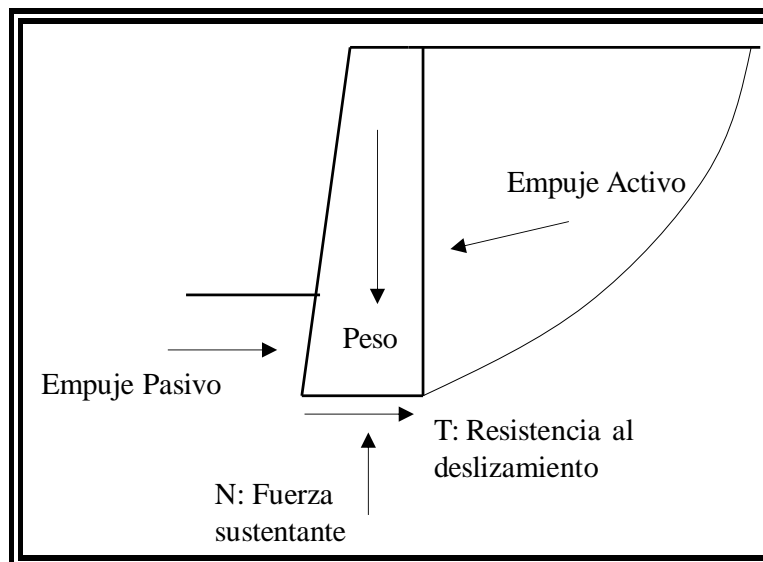 Empuje Activo
Peso
Empuje Pasivo
T: Resistencia al
deslizamiento
N: Fuerza
sustentante